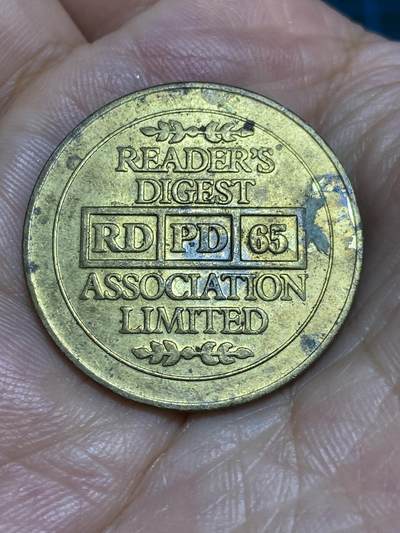 READER'S
DIGEST
RD PD 65
ASSOCIATION
LIMITED